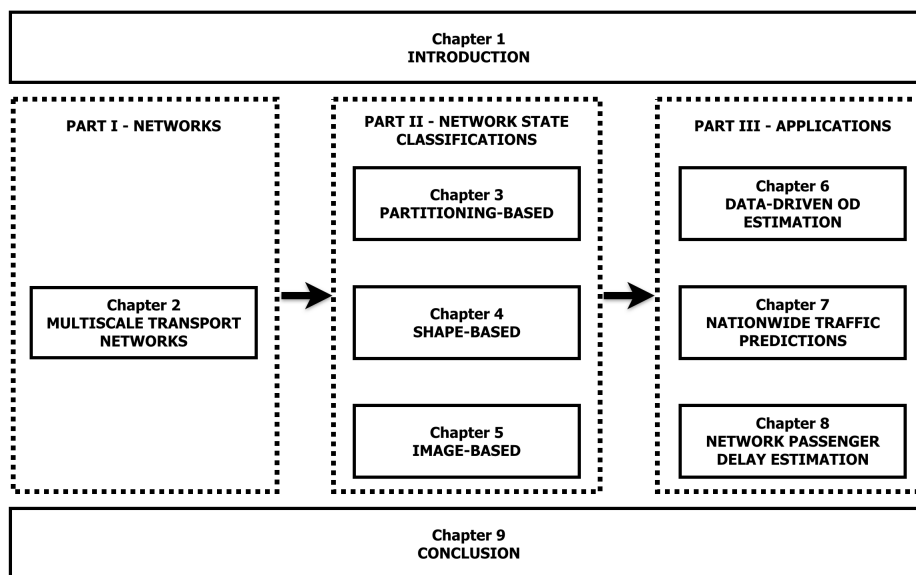 Chapter 1
INTRODUCTION
PART I - NETWORKS
Chapter 2
MULTISCALE TRANSPORT
NETWORKS
PART II - NETWORK STATE
CLASSIFICATIONS
Chapter 3
PARTITIONING-BASED
Chapter 4
SHAPE-BASED
Chapter 5
IMAGE-BASED
PART III - APPLICATIONS
Chapter 6
DATA-DRIVEN OD
ESTIMATION
Chapter 7
NATIONWIDE TRAFFIC
PREDICTIONS
Chapter 8
NETWORK PASSENGER
DELAY ESTIMATION
Chapter 9
CONCLUSION